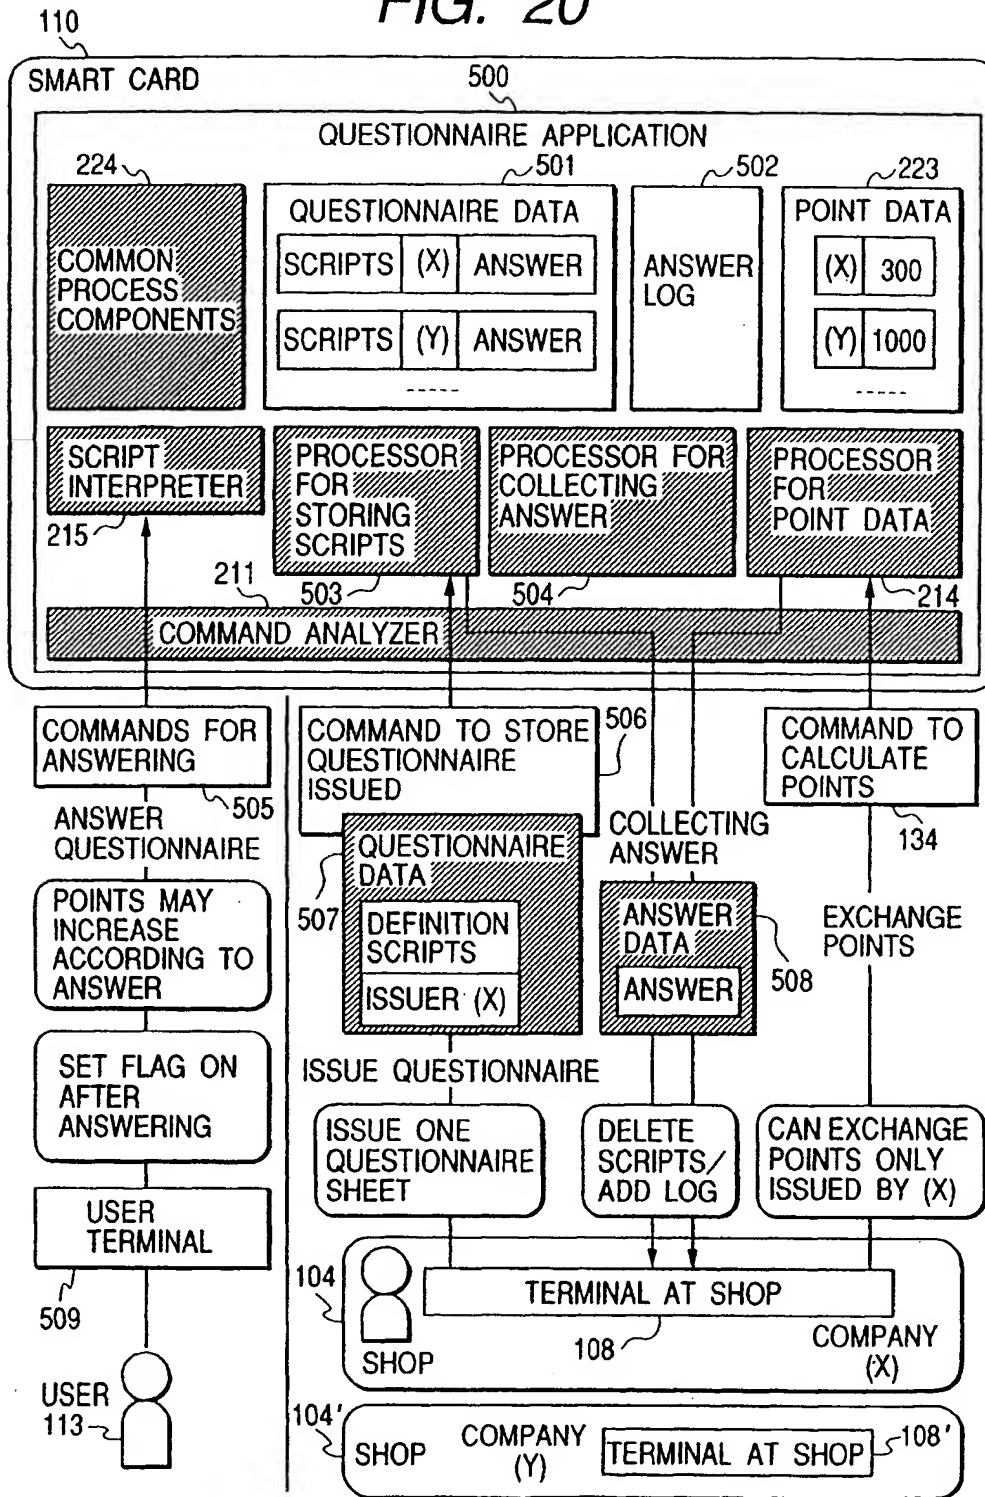 FIG. 20
110
SMART CARD
500
QUESTIONNAIRE APPLICATION
224
501
502
223
COMMON
PROCESS
COMPONENTS
QUESTIONNAIRE DATA
SCRIPTS (X) ANSWER
SCRIPTS (Y) ANSWER
-----
ANSWER
LOG
POINT DATA
(X) 300
(Y) 1000
-----
SCRIPT
INTERPRETER
215
PROCESSOR
FOR
STORING
SCRIPTS
503
PROCESSOR FOR
COLLECTING
ANSWER
504
PROCESSOR
FOR
POINT DATA
214
211
COMMAND ANALYZER
COMMANDS FOR
ANSWERING
505
ANSWER
QUESTIONNAIRE
POINTS MAY
INCREASE
ACCORDING TO
ANSWER
SET FLAG ON
AFTER
ANSWERING
USER
TERMINAL
509
USER
113
COMMAND TO STORE
QUESTIONNAIRE
ISSUED
506
507
QUESTIONNAIRE
DATA
DEFINITION
SCRIPTS
ISSUER (X)
ISSUE QUESTIONNAIRE
ISSUE ONE
QUESTIONNAIRE
SHEET
COLLECTING
ANSWER
ANSWER
DATA
ANSWER
508
DELETE
SCRIPTS/
ADD LOG
COMMAND TO
CALCULATE
POINTS
134
EXCHANGE
POINTS
CAN EXCHANGE
POINTS ONLY
ISSUED BY (X)
104
TERMINAL AT SHOP
108
SHOP
COMPANY
(X)
104'
SHOP
COMPANY
(Y)
TERMINAL AT SHOP
108'